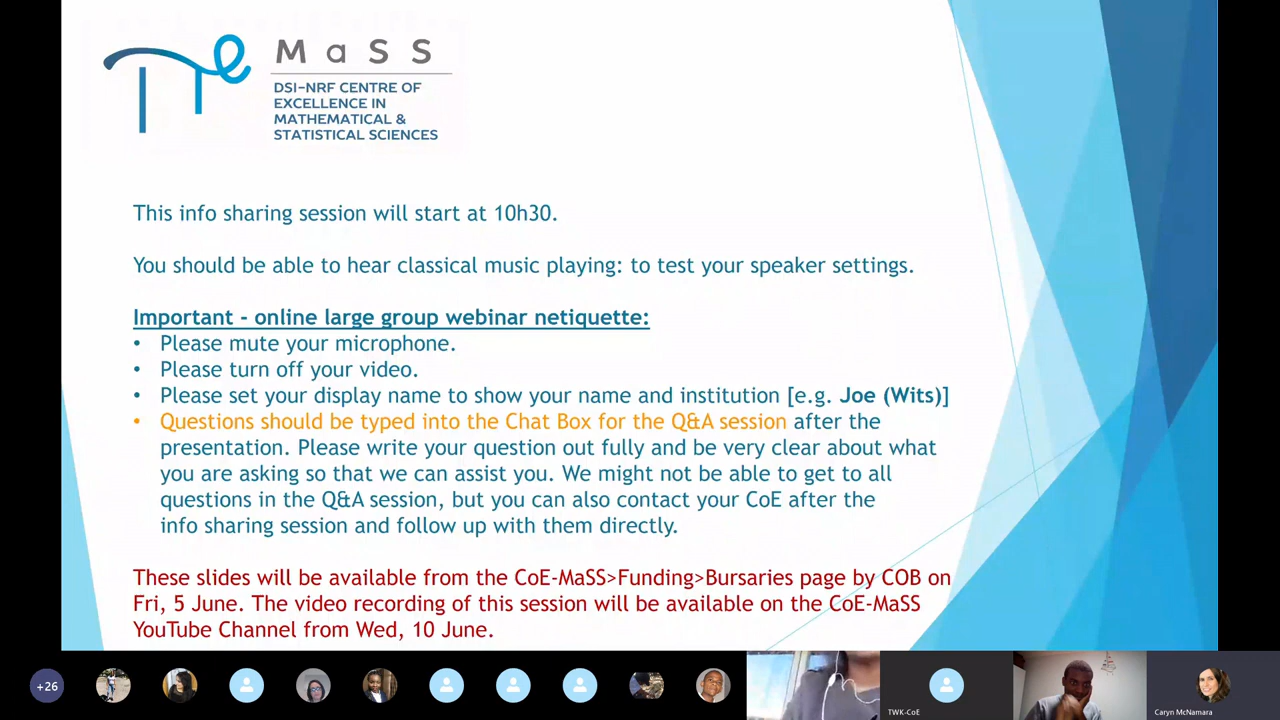 M a S S
DSI-NRF CENTRE OF
EXCELLENCE IN
MATHEMATICAL &
STATISTICAL SCIENCES
This info sharing session will start at 10h30.
You should be able to hear classical music playing: to test your speaker settings.
Important - online large group webinar netiquette:
• Please mute your microphone.
• Please turn off your video.
• Please set your display name to show your name and institution [e.g. Joe (Wits)]
• Questions should be typed into the Chat Box for the Q&A session after the
presentation. Please write your question out fully and be very clear about what
you are asking so that we can assist you. We might not be able to get to all
questions in the Q&A session, but you can also contact your CoE after the
info sharing session and follow up with them directly.
These slides will be available from the CoE-MaSS>Funding>Bursaries page by COB on
Fri, 5 June. The video recording of this session will be available on the CoE-MaSS
YouTube Channel from Wed, 10 June.
+26
TWK-CoE
Caryn McNamara